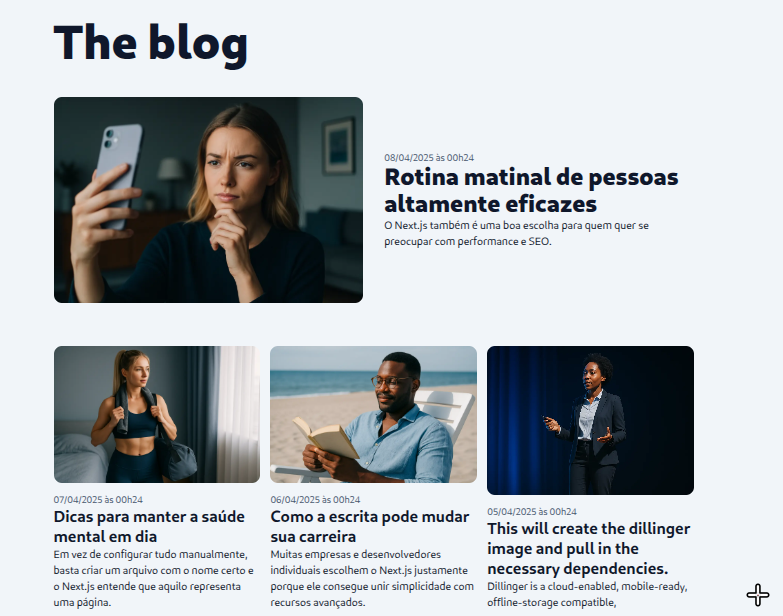 The blog
08/04/2025 às 00h24
Rotina matinal de pessoas
altamente eficazes
O Next.js também é uma boa escolha para quem quer se
preocupar com performance e SEO.
07/04/2025 às 00h24
Dicas para manter a saúde
mental em dia
Em vez de configurar tudo manualmente,
basta criar um arquivo com o nome certo e
o Next.js entende que aquilo representa
uma página.
06/04/2025 às 00h24
Como a escrita pode mudar
sua carreira
Muitas empresas e desenvolvedores
individuais escolhem o Next.js justamente
porque ele consegue unir simplicidade com
recursos avançados.
05/04/2025 às 00h24
This will create the dillinger
image and pull in the
necessary dependencies.
Dillinger is a cloud-enabled, mobile-ready,
offline-storage compatible,